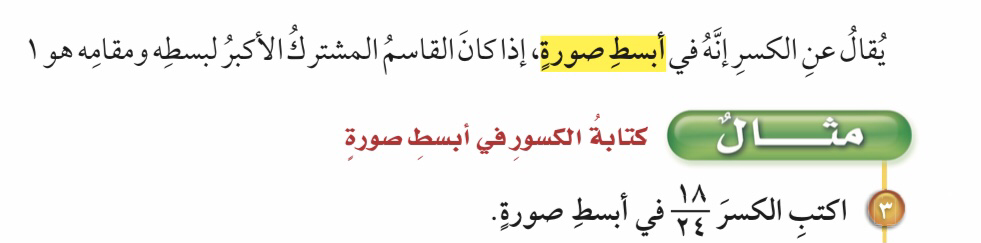 يُقالُ عنِ الكسرِ إنَّهُ في أبسطِ صورةٍ، إذا كانَ القاسمُ المشتركُ الأكبرُ لبسطِه ومقامِه هو ١
مثــالٌ كتابةُ الكسورِ في أبسطِ صورةٍ
٣ اكتبِ الكسرَ ١٨/٢٤ في أبسطِ صورةٍ.